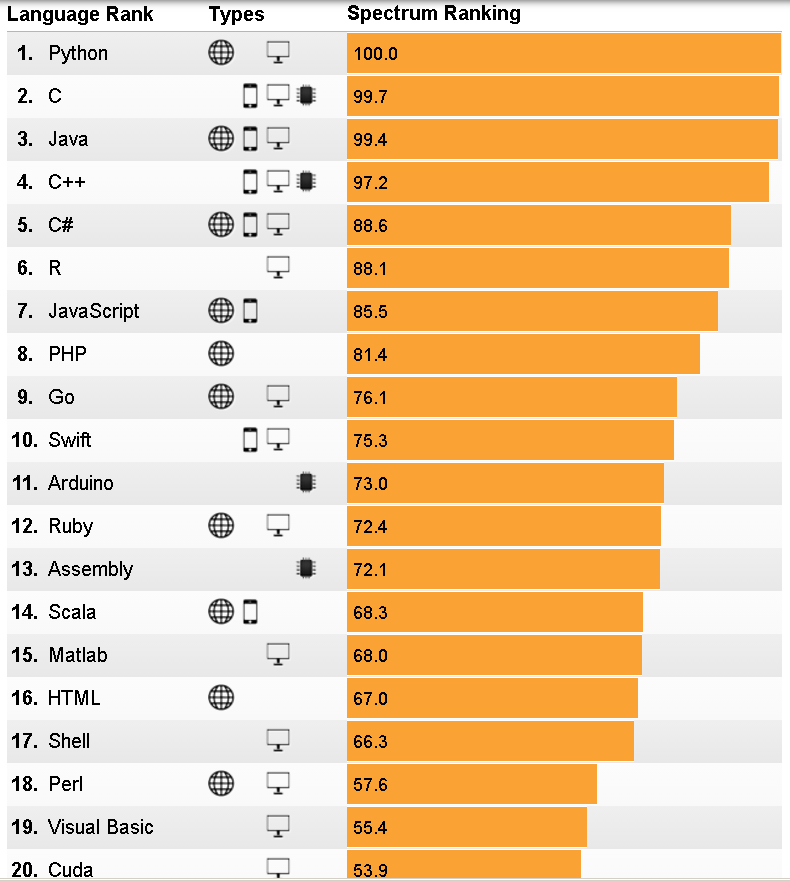 Language Rank Types Spectrum Ranking
1. Python 100.0
2. C 99.7
3. Java 99.4
4. C++ 97.2
5. C# 88.6
6. R 88.1
7. JavaScript 85.5
8. PHP 81.4
9. Go 76.1
10. Swift 75.3
11. Arduino 73.0
12. Ruby 72.4
13. Assembly 72.1
14. Scala 68.3
15. Matlab 68.0
16. HTML 67.0
17. Shell 66.3
18. Perl 57.6
19. Visual Basic 55.4
20. Cuda 53.9